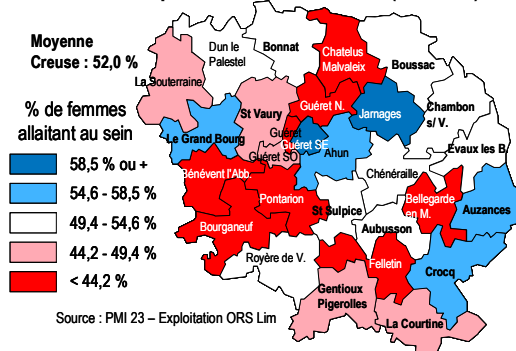 Moyenne
Creuse : 52,0 %
% de femmes
allaitant au sein
58,5 % ou +
54,6 - 58,5 %
49,4 - 54,6 %
44,2 - 49,4 %
< 44,2 %
Dun le
Palestel
Bonnat
Chatelus
Malvaleix
Boussac
La Souterraine
Guéret N.
Jarnages
Chambon
s/ V.
St Vaury
Le Grand Bourg
Guéret
Guéret SE
Guéret SO
Ahun
Evaux les B.
Chénéraille
Bénévent l'Abb.
Pontarion
St Sulpice
Bellegarde
en M.
Auzances
Bourganeuf
Aubusson
Royère de V.
Felletin
Crocq
Gentioux
Pigerolles
La Courtine
Source : PMI 23 – Exploitation ORS Lim